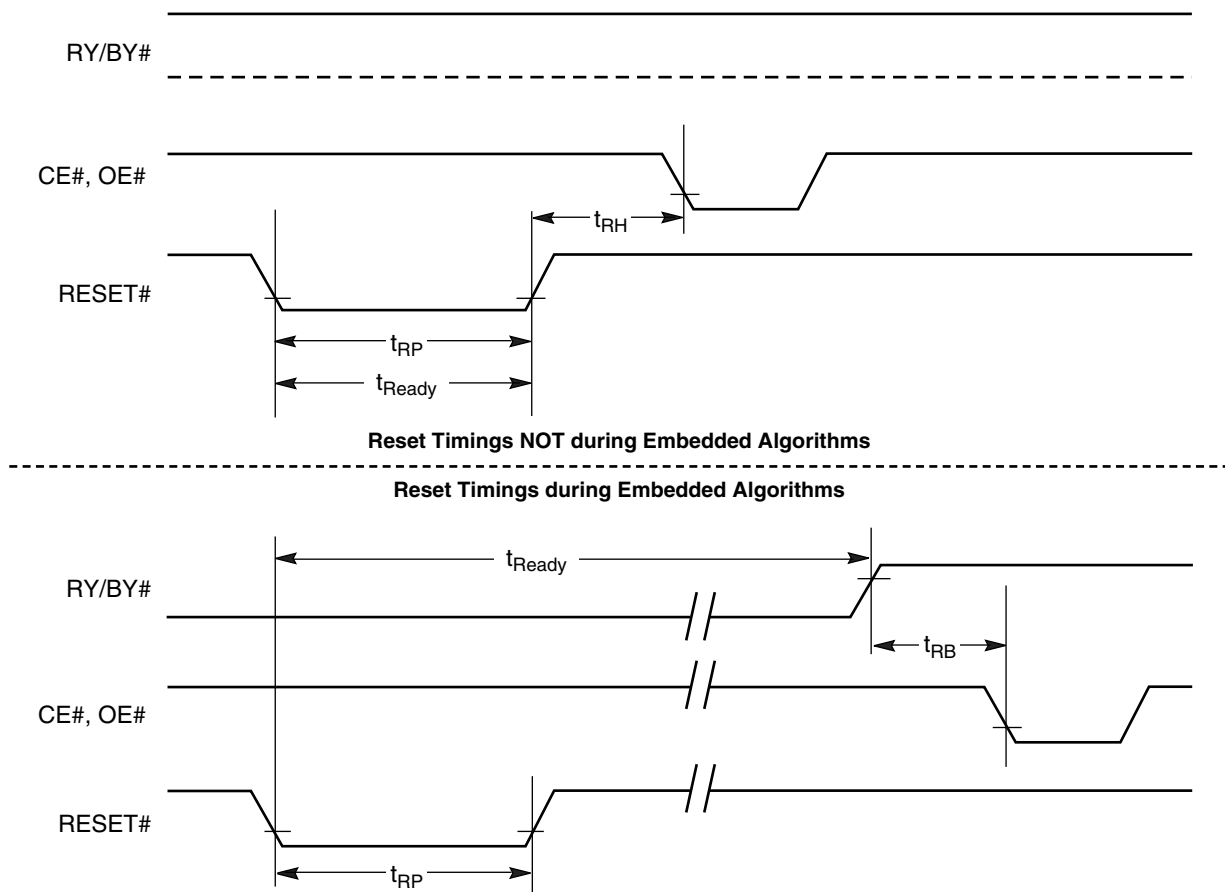 RY/BY#
CE#, OE#
tRH
RESET#
tRP
tReady
Reset Timings NOT during Embedded Algorithms
Reset Timings during Embedded Algorithms
tReady
RY/BY#
tRB
CE#, OE#
RESET#
tRP